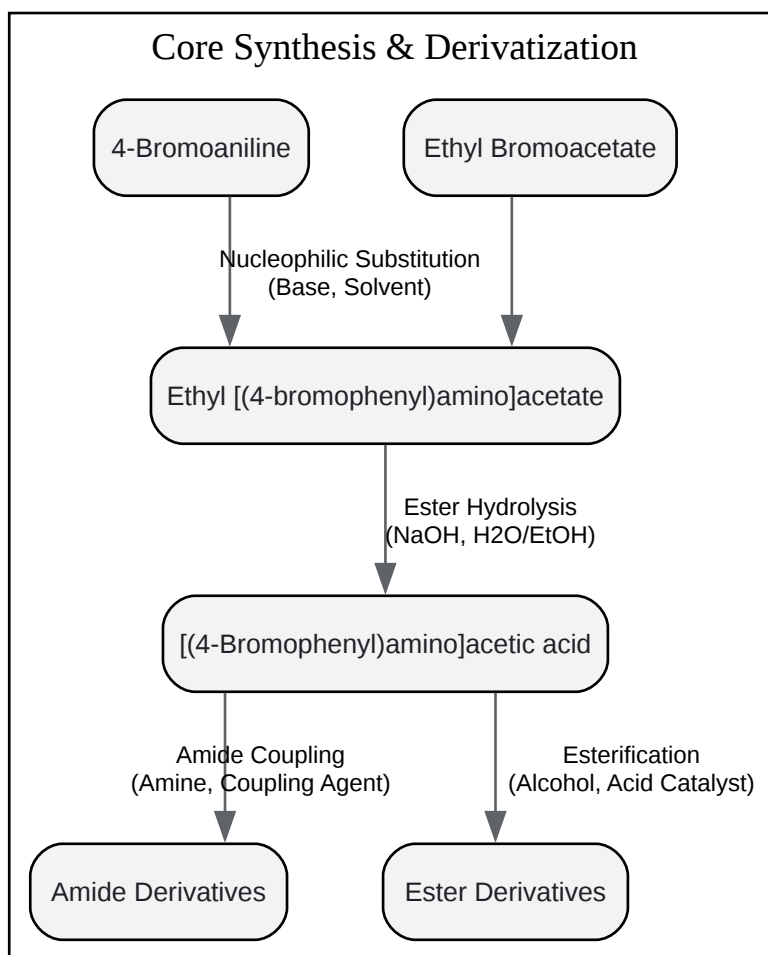 Core Synthesis & Derivatization
4-Bromoaniline
Ethyl Bromoacetate
Nucleophilic Substitution
(Base, Solvent)
Ethyl [(4-bromophenyl)amino]acetate
Ester Hydrolysis
(NaOH, H2O/EtOH)
[(4-Bromophenyl)amino]acetic acid
Amide Coupling
(Amine, Coupling Agent)
Esterification
(Alcohol, Acid Catalyst)
Amide Derivatives
Ester Derivatives